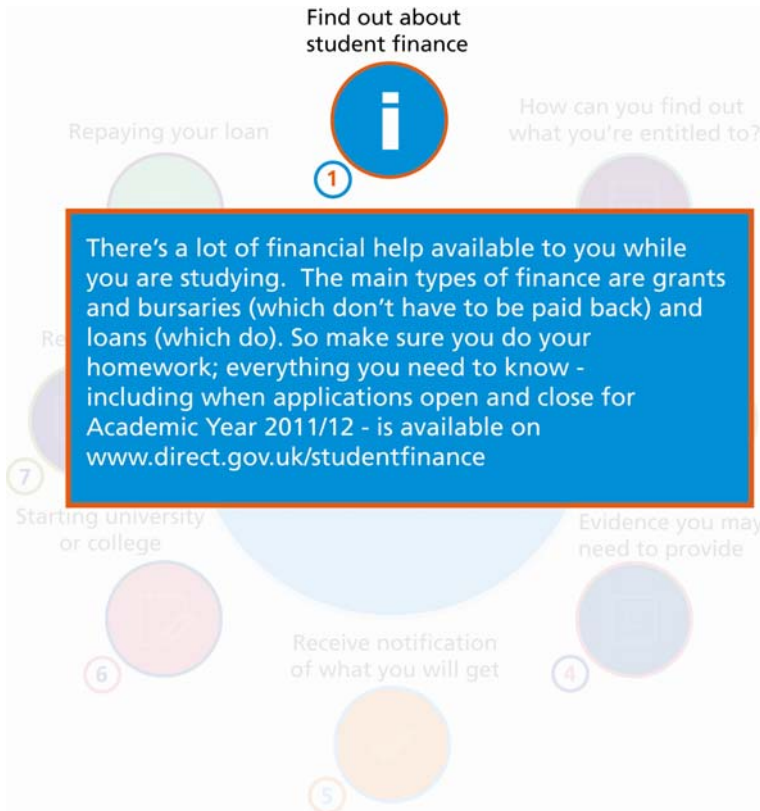 Find out about
student finance
i
1
Repaying your loan
How can you find out
what you're entitled to?
There's a lot of financial help available to you while
you are studying.  The main types of finance are grants
and bursaries (which don't have to be paid back) and
loans (which do). So make sure you do your
homework; everything you need to know -
including when applications open and close for
Academic Year 2011/12 - is available on
www.direct.gov.uk/studentfinance
7
Starting university
or college
Evidence you may
need to provide
6
Receive notification
of what you will get
4
5